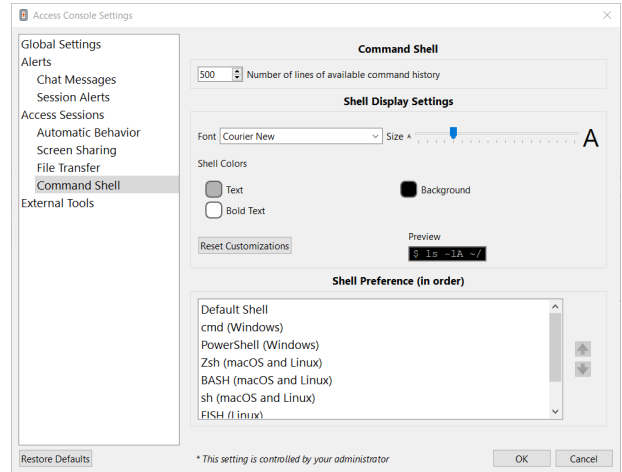 Access Console Settings
Global Settings
Alerts
Chat Messages
Session Alerts
Access Sessions
Automatic Behavior
Screen Sharing
File Transfer
Command Shell
External Tools
Command Shell
500 Number of lines of available command history
Shell Display Settings
Font Courier New Size A A
Shell Colors
Text Background
Bold Text
Preview
Reset Customizations $ ls -lA ~/
Shell Preference (in order)
Default Shell
cmd (Windows)
PowerShell (Windows)
Zsh (macOS and Linux)
BASH (macOS and Linux)
sh (macOS and Linux)
FISH (Linux)
Restore Defaults * This setting is controlled by your administrator OK Cancel